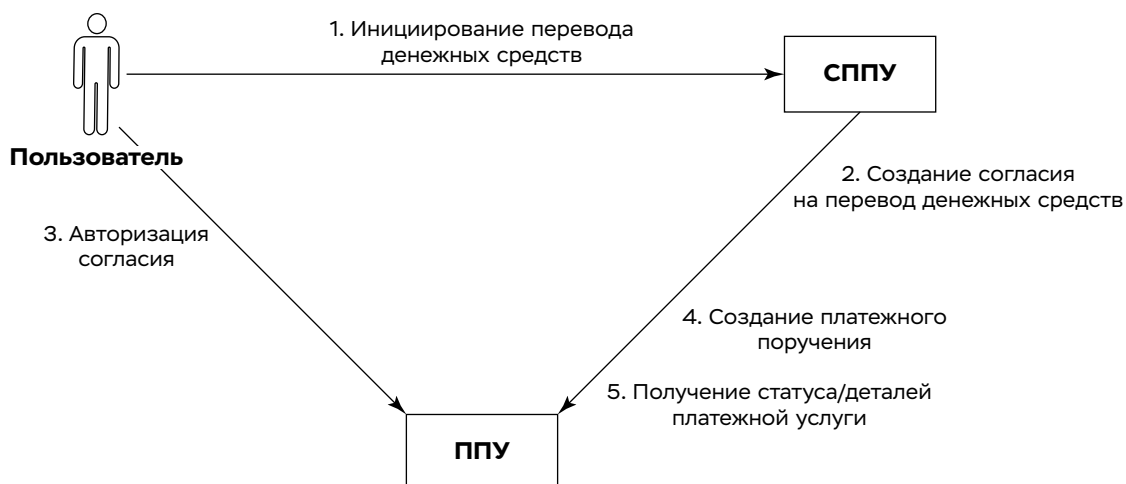 1. Инициирование перевода
денежных средств
СППУ
Пользователь
2. Создание согласия
на перевод денежных средств
3. Авторизация
согласия
4. Создание платежного
поручения
5. Получение статуса/деталей
платежной услуги
ППУ